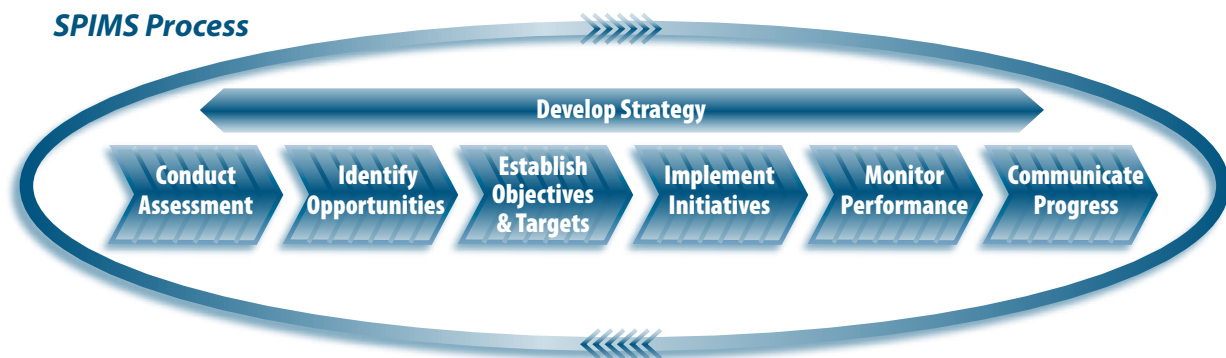 SPIMS Process
Develop Strategy
Conduct
Assessment
Identify
Opportunities
Establish
Objectives
& Targets
Implement
Initiatives
Monitor
Performance
Communicate
Progress